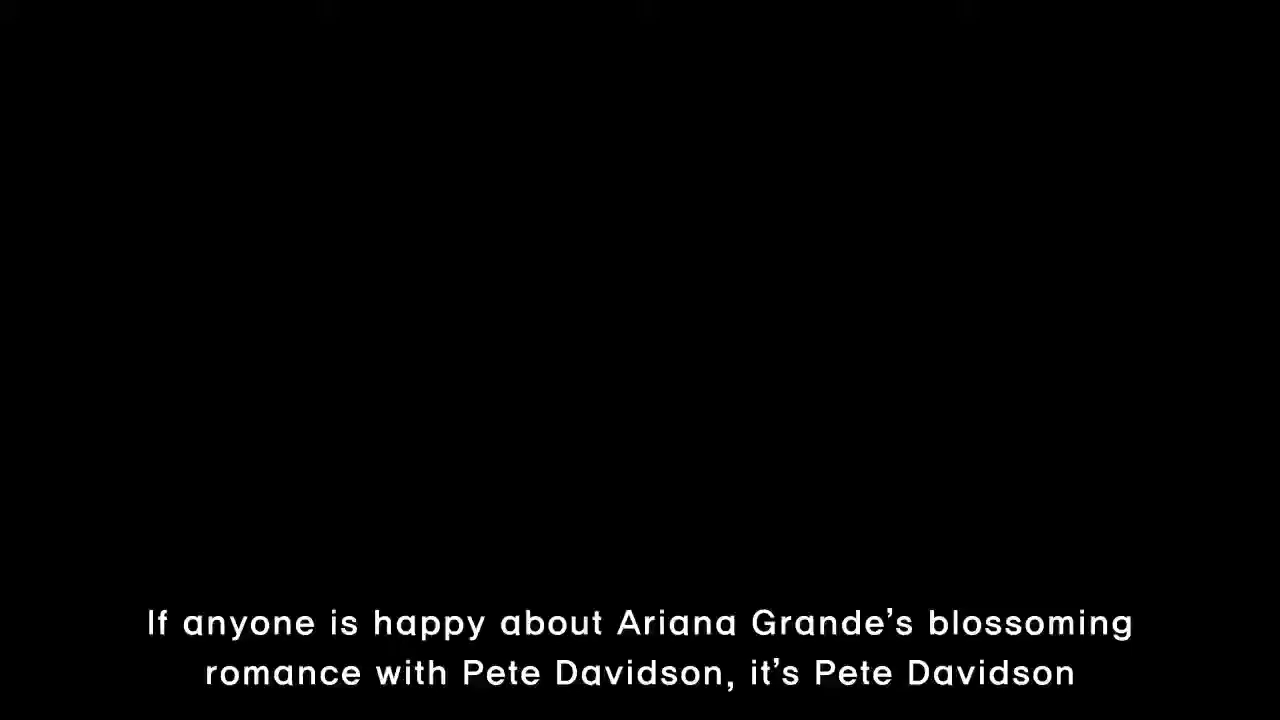 If anyone is happy about Ariana Grande’s blossoming
romance with Pete Davidson, it’s Pete Davidson